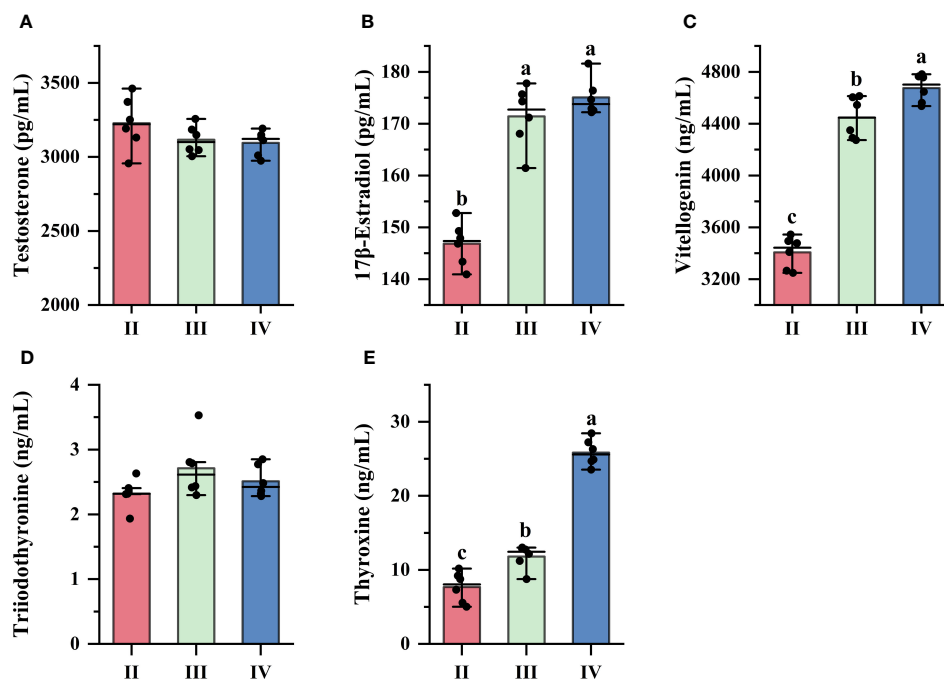 A
Testosterone (pg/mL)
3500
3000
2500
2000
II III IV
B
17β-Estradiol (pg/mL)
180
170
160
150
140
b
a
a
II III IV
C
Vitellogenin (ng/mL)
4800
4400
4000
3600
3200
c
b
a
II III IV
D
Triiodothyronine (ng/mL)
4
3
2
1
0
II III IV
E
Thyroxine (ng/mL)
30
20
10
0
c
b
a
II III IV